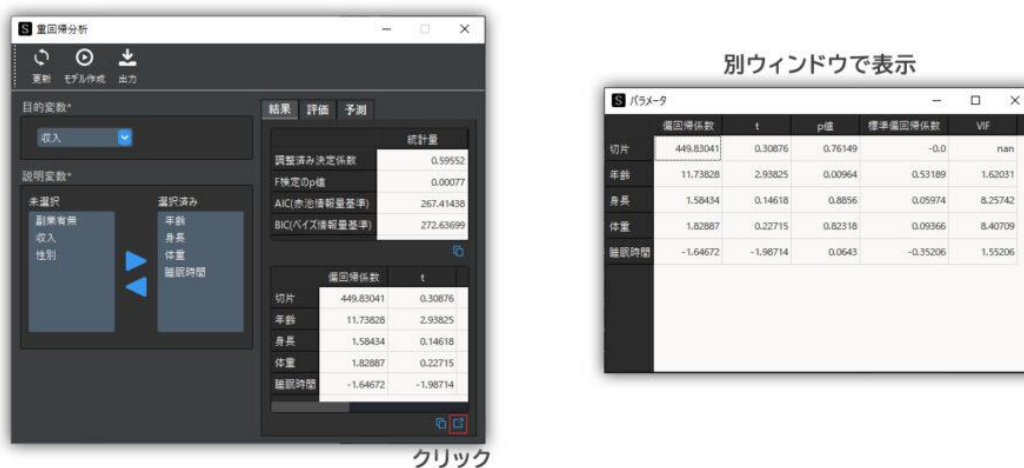 S 重回帰分析
更新 モデル作成 出力
目的変数*
収入
説明変数*
未選択 選択済み
副業有無
収入
性別
年齢
身長
体重
睡眠時間
結果 評価 予測
統計量
調整済み決定係数 0.59552
F検定のp値 0.00077
AIC(赤池情報量基準) 267.41438
BIC(ベイズ情報量基準) 272.63699
偏回帰係数 t
切片 449.83041 0.30876
年齢 11.73828 2.93825
身長 1.58434 0.14618
体重 1.82887 0.22715
睡眠時間 -1.64672 -1.98714
クリック
別ウィンドウで表示
S パラメータ
偏回帰係数 t p値 標準偏回帰係数 VIF
切片 449.83041 0.30876 0.76149 -0.0 nan
年齢 11.73828 2.93825 0.00964 0.53189 1.62031
身長 1.58434 0.14618 0.8856 0.05974 8.25742
体重 1.82887 0.22715 0.82318 0.09366 8.40709
睡眠時間 -1.64672 -1.98714 0.0643 -0.35206 1.55206